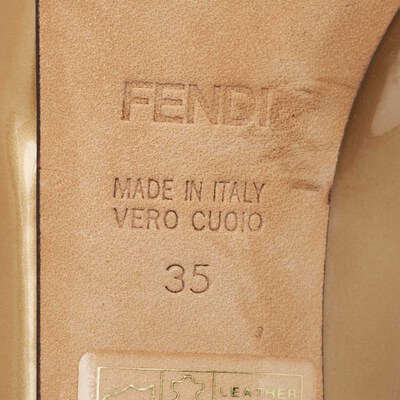 FENDI
MADE IN ITALY
VERO CUOIO
35
LEATHER